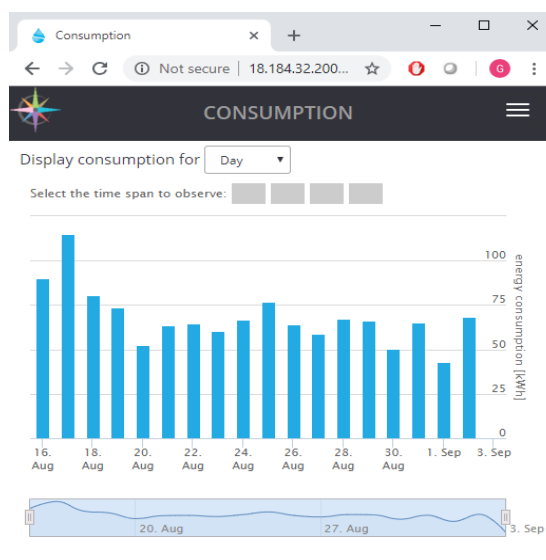 Consumption
Not secure | 18.184.32.200...
G
CONSUMPTION
Display consumption for Day
Select the time span to observe:
100
75
50
25
0
energy consumption [kWh]
16. Aug 18. Aug 20. Aug 22. Aug 24. Aug 26. Aug 28. Aug 30. Aug 1. Sep 3. Sep
20. Aug 27. Aug 3. Sep